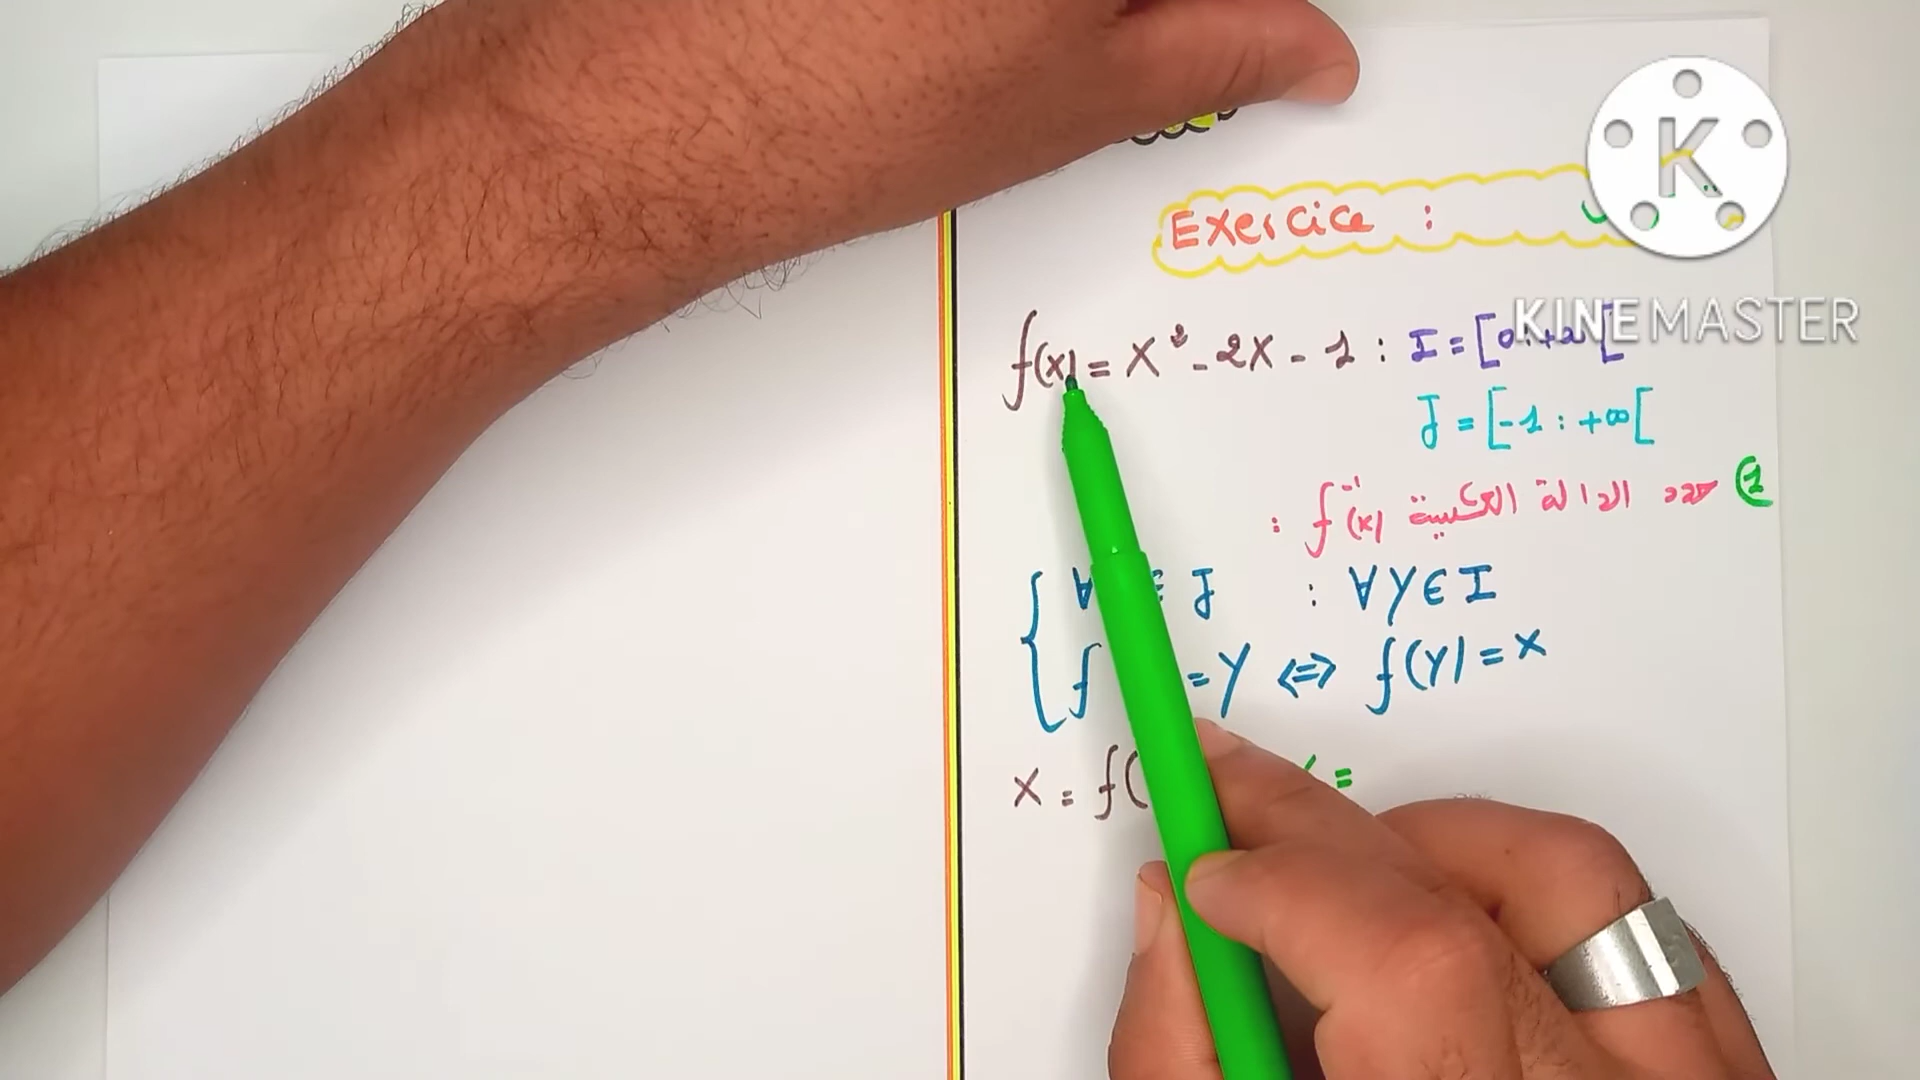 Exercice :
f(x) = x² - 2x - 1 : I = [0 : +∞[
J = [-1 : +∞[
① حدد الدالة العكسية f⁻¹(x) :
∀ ∈ J : ∀y∈I
f = y ⇔ f(y) = x
x = f( =
K
KINEMASTER